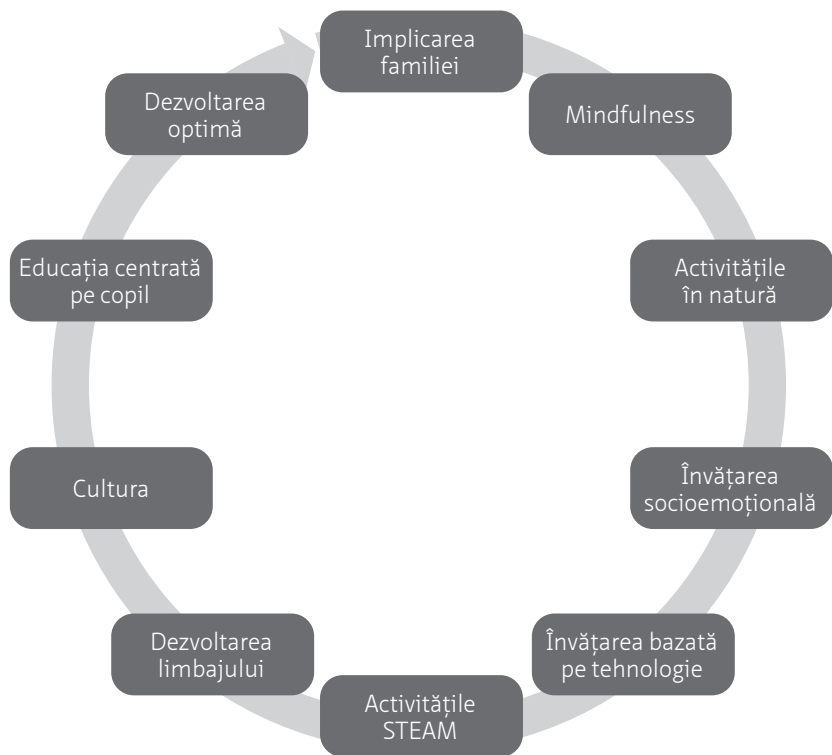 Implicarea
familiei
Mindfulness
Activitățile
în natură
Învățarea
socioemoțională
Învățarea bazată
pe tehnologie
Activitățile
STEAM
Dezvoltarea
limbajului
Cultura
Educația centrată
pe copil
Dezvoltarea
optimă